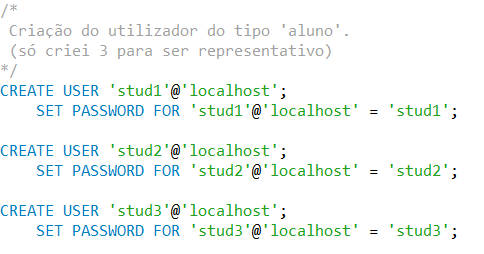 /*
Criação do utilizador do tipo 'aluno'.
(só criei 3 para ser representativo)
*/
CREATE USER 'stud1'@'localhost';
SET PASSWORD FOR 'stud1'@'localhost' = 'stud1';
CREATE USER 'stud2'@'localhost';
SET PASSWORD FOR 'stud2'@'localhost' = 'stud2';
CREATE USER 'stud3'@'localhost';
SET PASSWORD FOR 'stud3'@'localhost' = 'stud3';